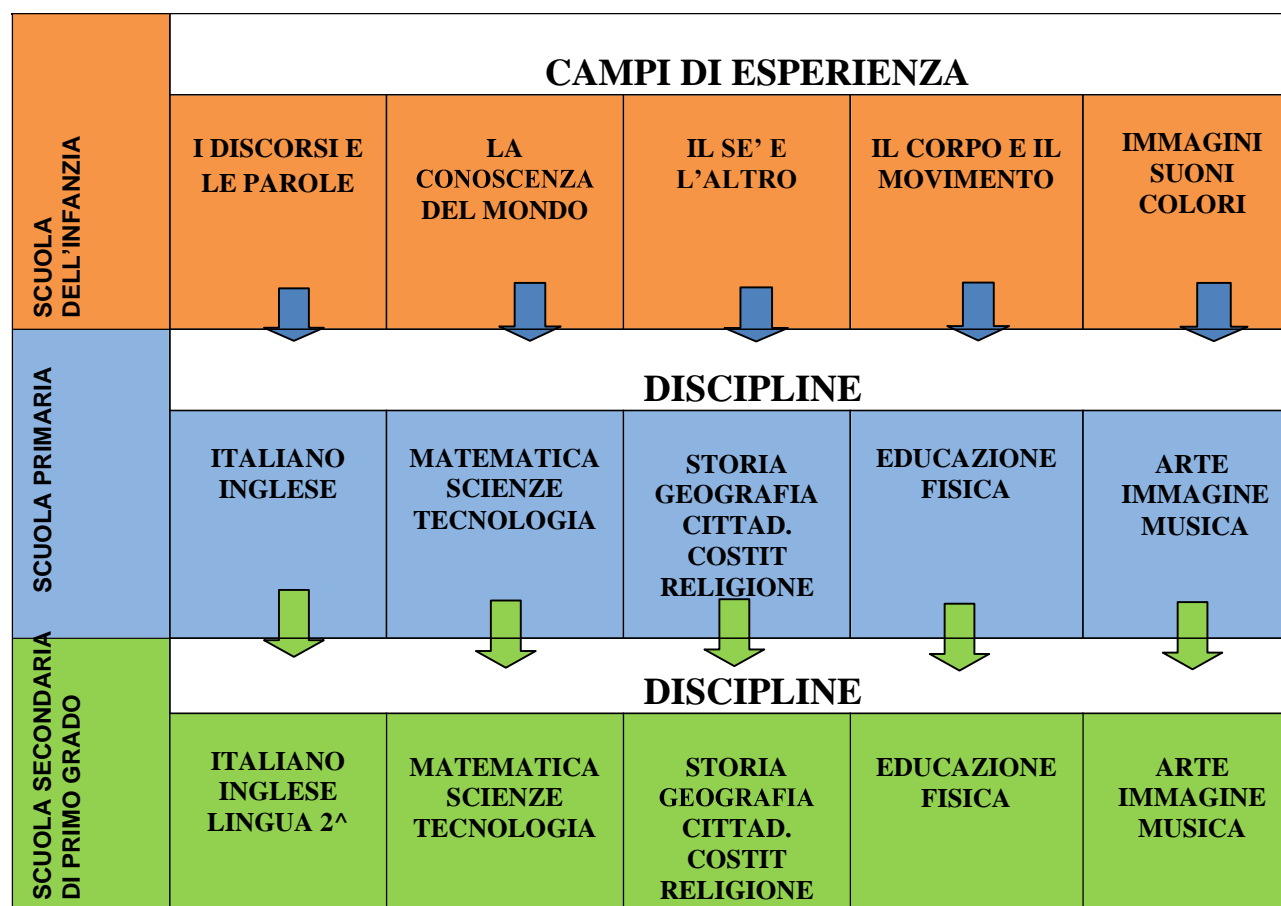 SCUOLA
DELL’INFANZIA
CAMPI DI ESPERIENZA
I DISCORSI E
LE PAROLE
LA
CONOSCENZA
DEL MONDO
IL SE’ E
L’ALTRO
IL CORPO E IL
MOVIMENTO
IMMAGINI
SUONI
COLORI
SCUOLA PRIMARIA
DISCIPLINE
ITALIANO
INGLESE
MATEMATICA
SCIENZE
TECNOLOGIA
STORIA
GEOGRAFIA
CITTAD.
COSTIT
RELIGIONE
EDUCAZIONE
FISICA
ARTE
IMMAGINE
MUSICA
SCUOLA SECONDARIA
DI PRIMO GRADO
DISCIPLINE
ITALIANO
INGLESE
LINGUA 2^
MATEMATICA
SCIENZE
TECNOLOGIA
STORIA
GEOGRAFIA
CITTAD.
COSTIT
RELIGIONE
EDUCAZIONE
FISICA
ARTE
IMMAGINE
MUSICA